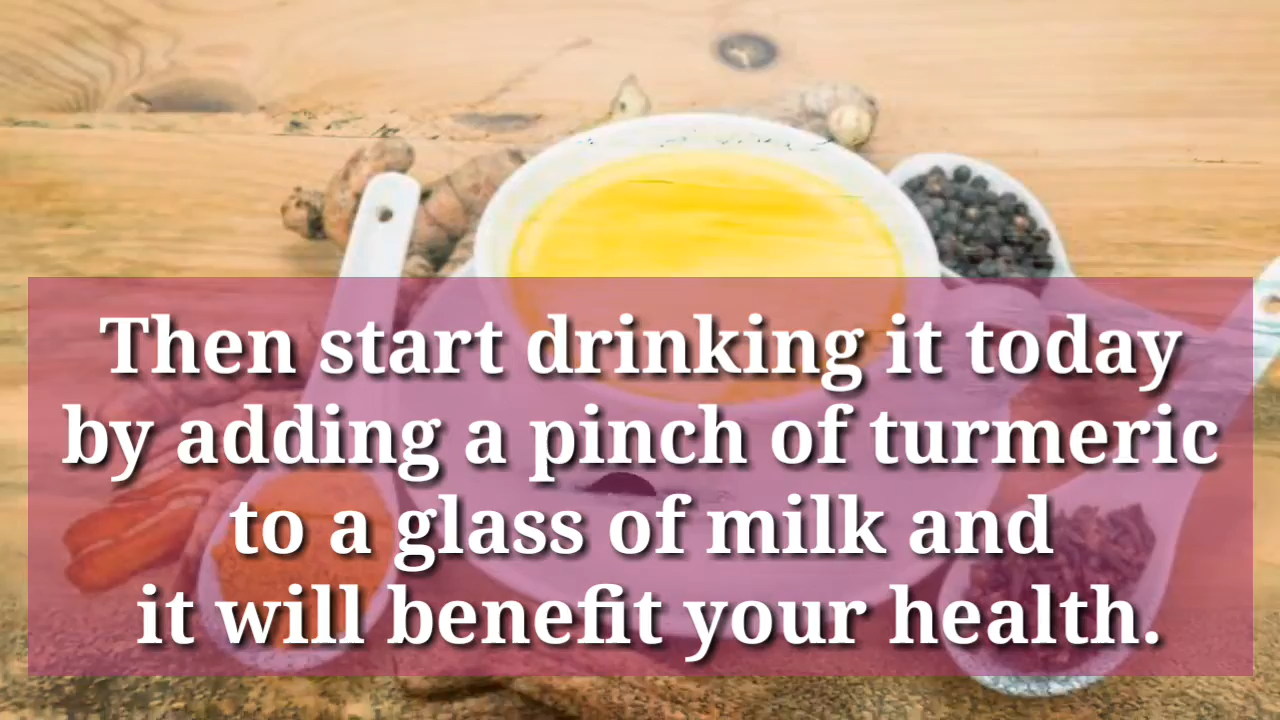 Then start drinking it today
by adding a pinch of turmeric
to a glass of milk and
it will benefit your health.